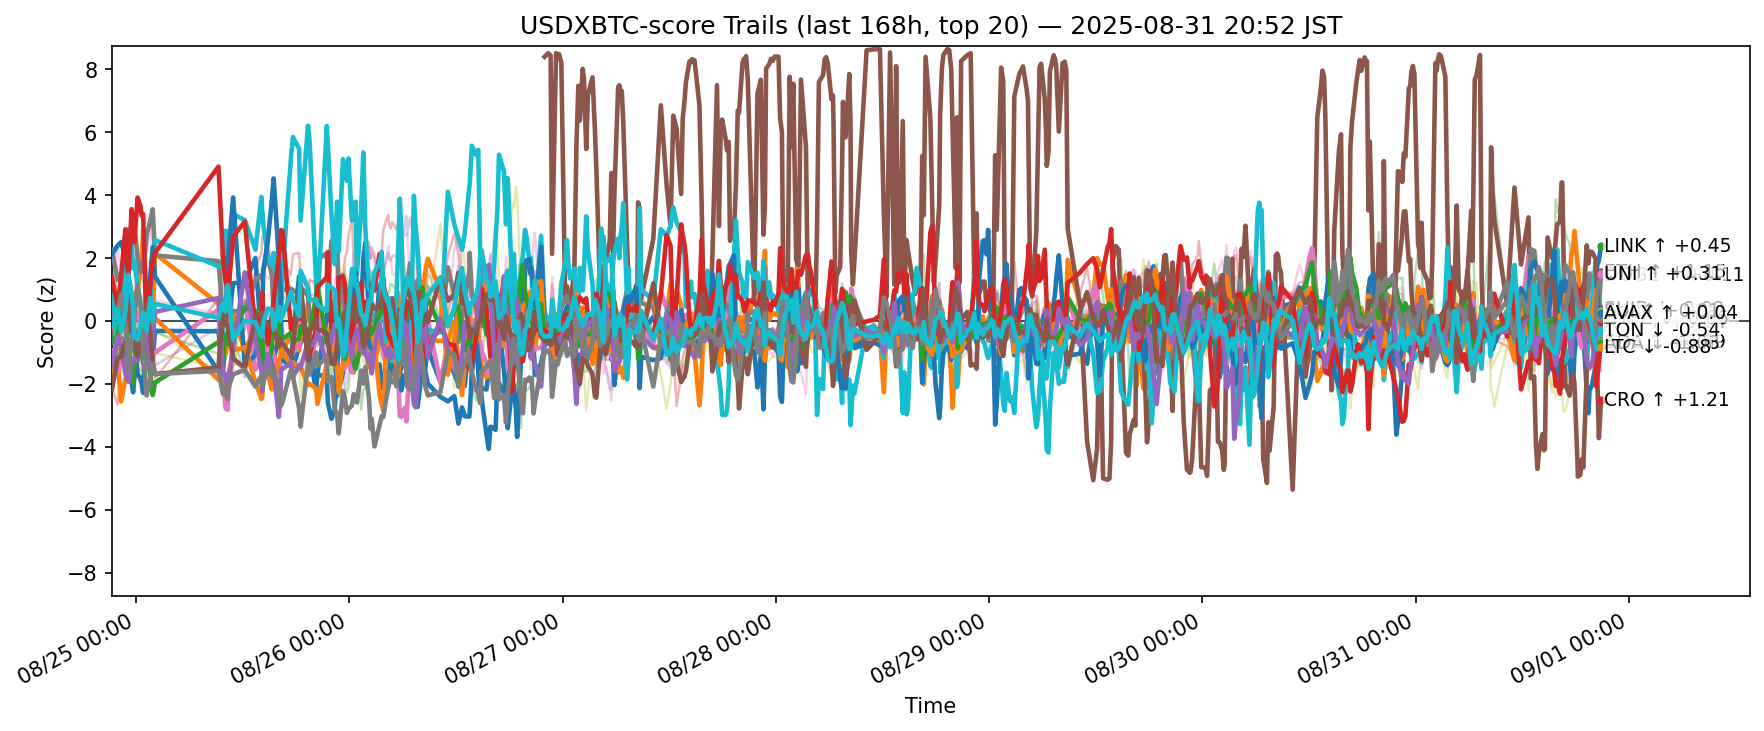 USDXBTC-score Trails (last 168h, top 20) — 2025-08-31 20:52 JST
Score (z)
8
6
4
2
0
−2
−4
−6
−8
LINK ↑ +0.45
UNI ↑ +0.31
AVAX ↑ +0.04
TON ↓ -0.54
LTC ↓ -0.88
CRO ↑ +1.21
08/25 00:00
08/26 00:00
08/27 00:00
08/28 00:00
08/29 00:00
08/30 00:00
08/31 00:00
09/01 00:00
Time